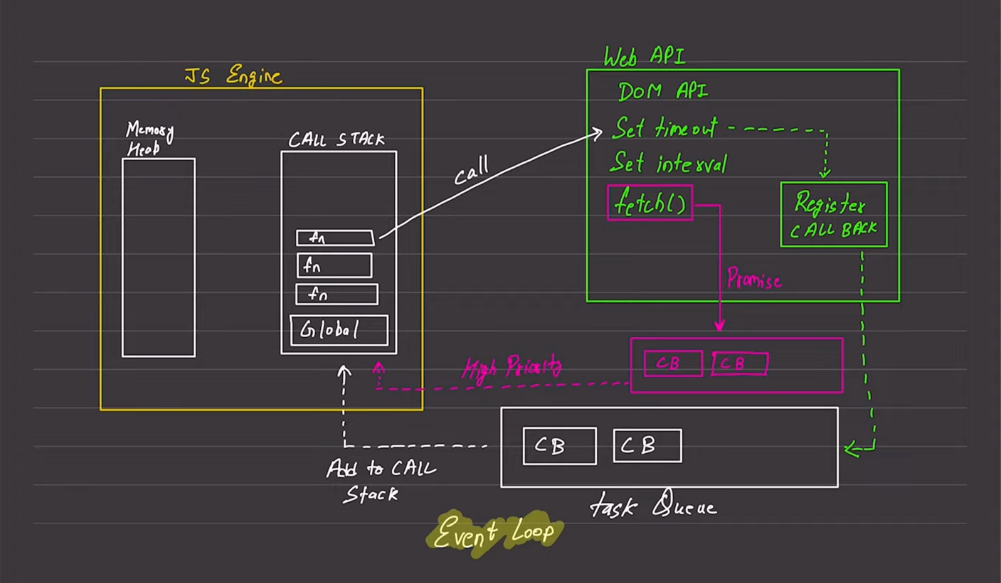 JS Engine
Memory
Heab
CALL STACK
fn
fn
fn
Global
call
Web API
DOM API
Set timeout
Set interval
fetch()
Register
CALL BACK
Promise
High Priority
CB
CB
CB
CB
Add to CALL
Stack
task Queue
Event Loop